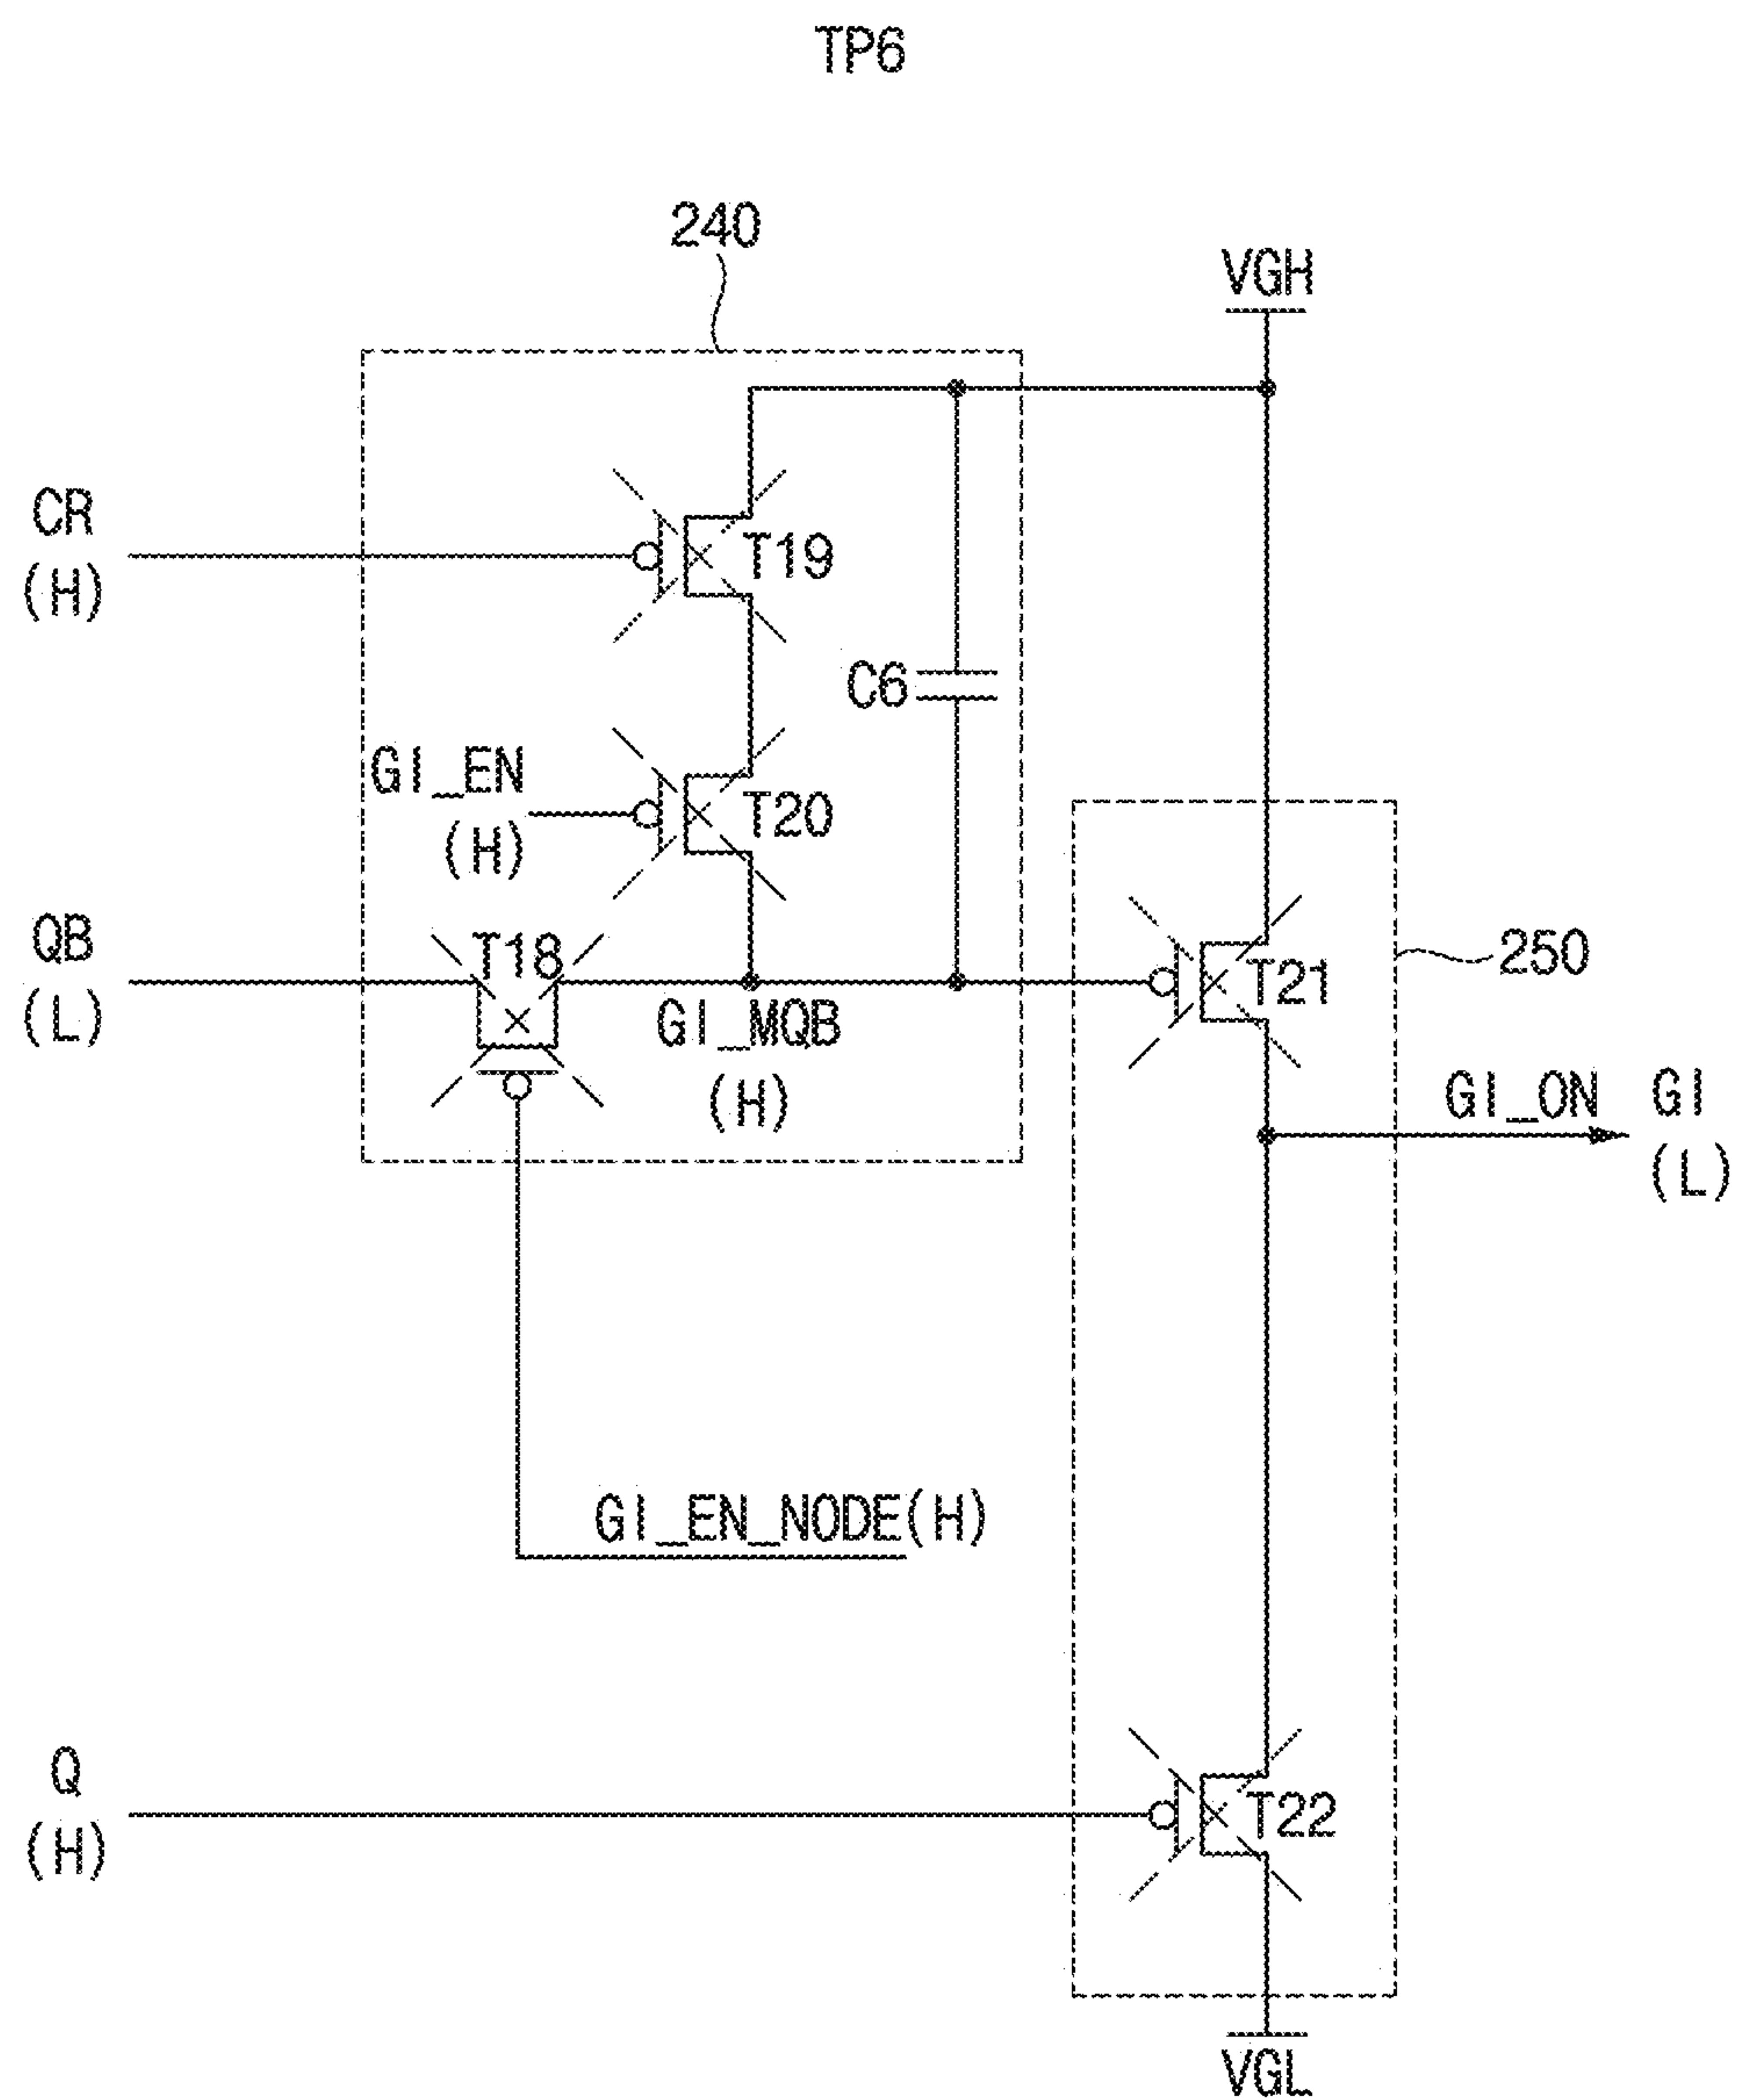 TP6
240
VGH
CR
(H)
T19
C6
GI_EN
(H)
T20
QB
(L)
T18
GI_MQB
(H)
T21
250
GI_ON GI
(L)
GI_EN_NODE(H)
Q
(H)
T22
VGL